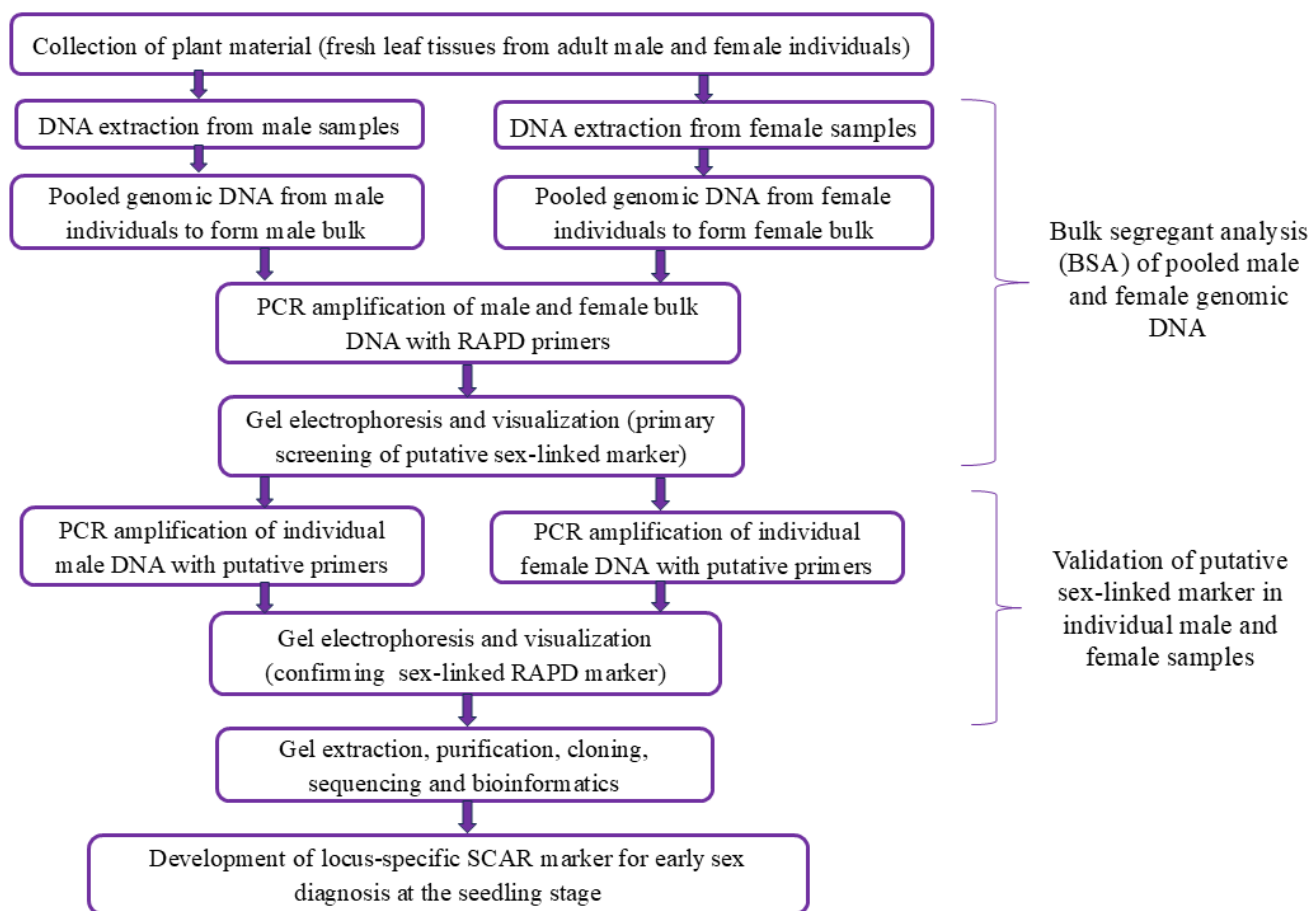 Collection of plant material (fresh leaf tissues from adult male and female individuals)
DNA extraction from male samples
DNA extraction from female samples
Pooled genomic DNA from male
individuals to form male bulk
Pooled genomic DNA from female
individuals to form female bulk
PCR amplification of male and female bulk
DNA with RAPD primers
Gel electrophoresis and visualization (primary
screening of putative sex-linked marker)
Bulk segregant analysis
(BSA) of pooled male
and female genomic
DNA
PCR amplification of individual
male DNA with putative primers
PCR amplification of individual
female DNA with putative primers
Gel electrophoresis and visualization
(confirming sex-linked RAPD marker)
Validation of putative
sex-linked marker in
individual male and
female samples
Gel extraction, purification, cloning,
sequencing and bioinformatics
Development of locus-specific SCAR marker for early sex
diagnosis at the seedling stage